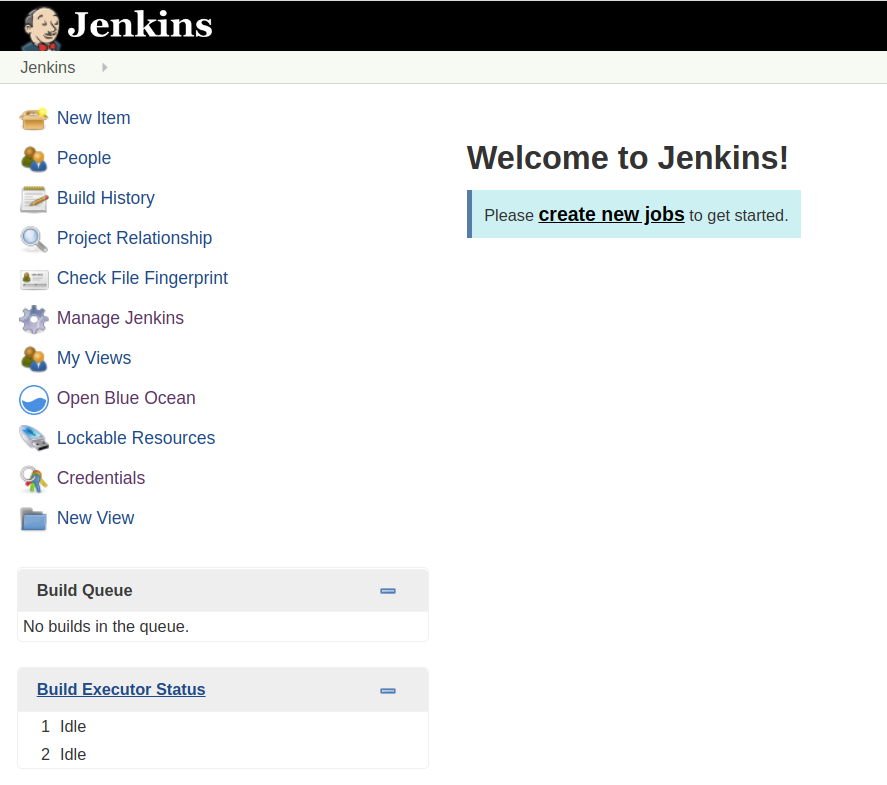 Jenkins
Jenkins
New Item
People
Build History
Project Relationship
Check File Fingerprint
Manage Jenkins
My Views
Open Blue Ocean
Lockable Resources
Credentials
New View
Welcome to Jenkins!
Please create new jobs to get started.
Build Queue
No builds in the queue.
Build Executor Status
1 Idle
2 Idle